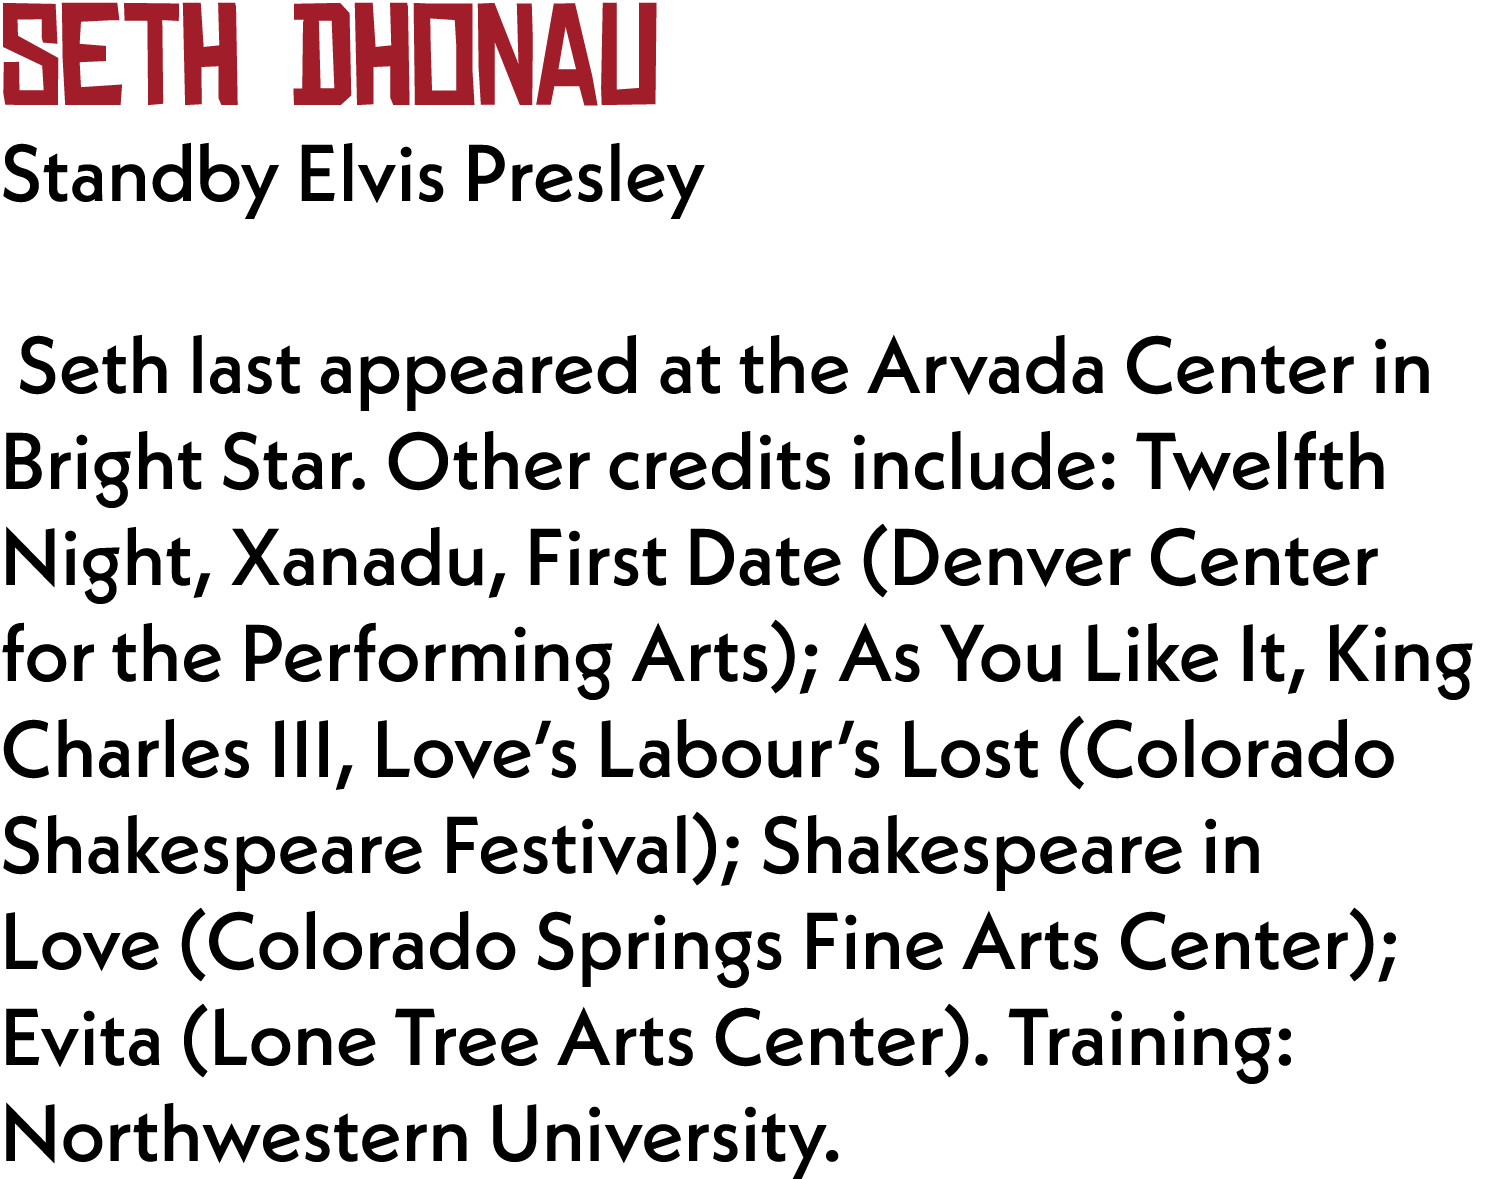 SETH DHONAU
Standby Elvis Presley
Seth last appeared at the Arvada Center in
Bright Star. Other credits include: Twelfth
Night, Xanadu, First Date (Denver Center
for the Performing Arts); As You Like It, King
Charles III, Love’s Labour’s Lost (Colorado
Shakespeare Festival); Shakespeare in
Love (Colorado Springs Fine Arts Center);
Evita (Lone Tree Arts Center). Training:
Northwestern University.